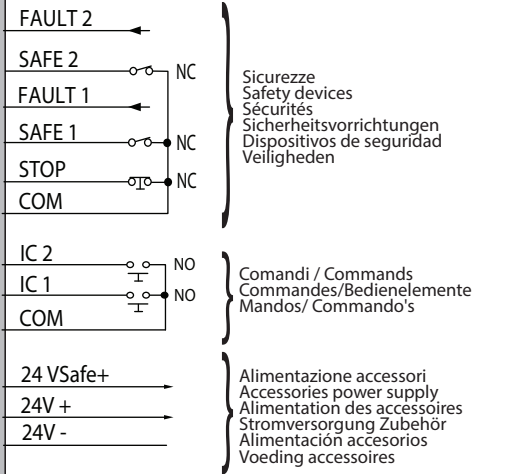 FAULT 2
SAFE 2
NC
FAULT 1
SAFE 1
NC
STOP
NC
COM
Sicurezze
Safety devices
Sécurités
Sicherheitsvorrichtungen
Dispositivos de seguridad
Veiligheden
IC 2
NO
IC 1
NO
COM
Comandi / Commands
Commandes/Bedienelemente
Mandos/ Commando's
24 VSafe+
24V +
24V -
Alimentazione accessori
Accessories power supply
Alimentation des accessoires
Stromversorgung Zubehör
Alimentación accesorios
Voeding accessoires